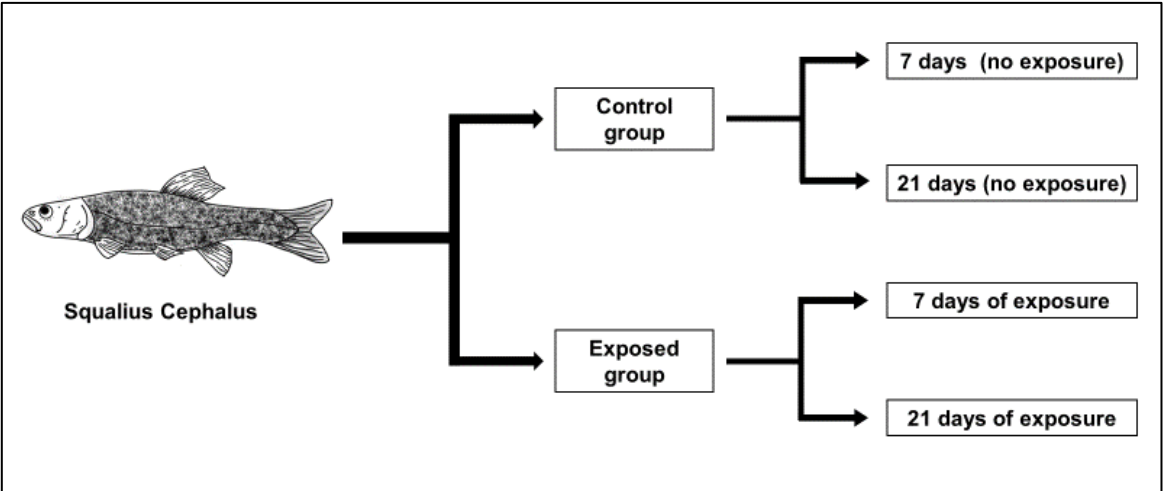 7 days  (no exposure)
Control
group
21 days (no exposure)
Squalius Cephalus
7 days of exposure
Exposed
group
21 days of exposure